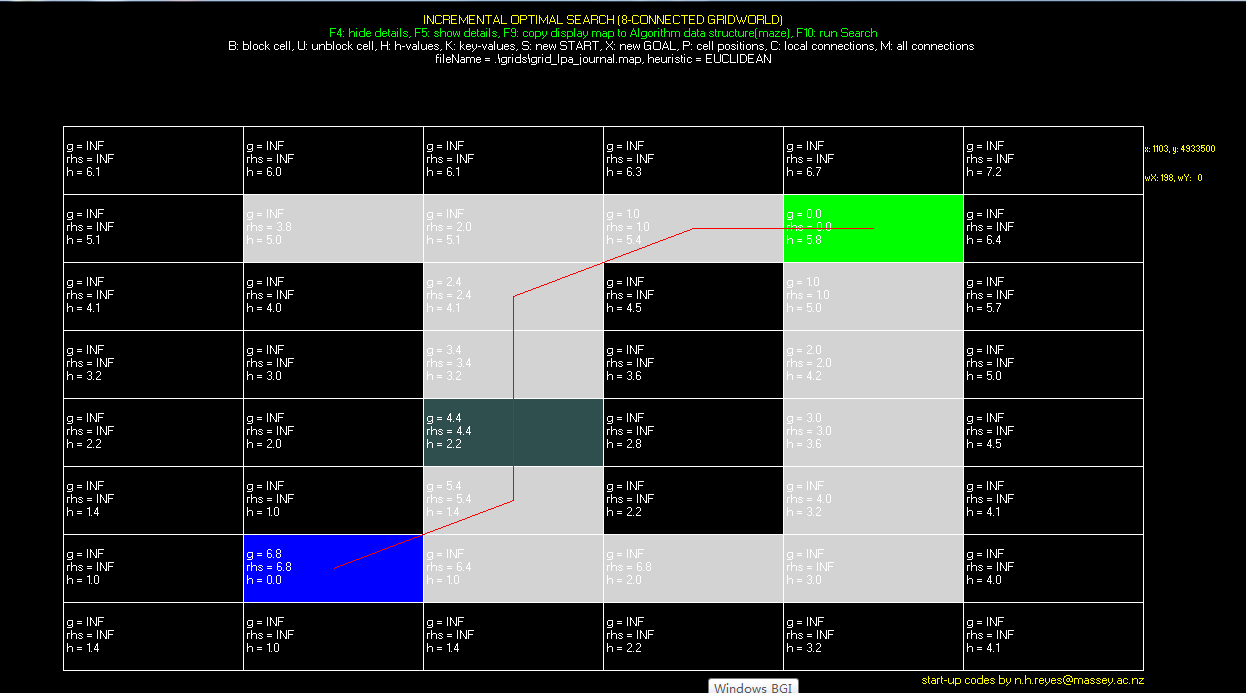 INCREMENTAL OPTIMAL SEARCH (8-CONNECTED GRIDWORLD)
F4: hide details, F5: show details, F9: copy display map to Algorithm data structure(maze), F10: run Search
B: block cell, U: unblock cell, H: h-values, K: key-values, S: new START, X: new GOAL, P: cell positions, C: local connections, M: all connections
fileName = .\grids\grid_lpa_journal.map, heuristic = EUCLIDEAN
g = INF g = INF g = INF g = INF g = INF g = INF
rhs = INF rhs = INF rhs = INF rhs = INF rhs = INF rhs = INF x: 1103, y: 4933500
h = 6.1 h = 6.0 h = 6.1 h = 6.3 h = 6.7 h = 7.2
wX: 198, wY: 0
g = INF g = INF g = INF g = 1.0 g = 0.0 g = INF
rhs = INF rhs = 3.8 rhs = 2.0 rhs = 1.0 rhs = 0.0 rhs = INF
h = 5.1 h = 5.0 h = 5.1 h = 5.4 h = 5.8 h = 6.4
g = INF g = INF g = 2.4 g = INF g = 1.0 g = INF
rhs = INF rhs = INF rhs = 2.4 rhs = INF rhs = 1.0 rhs = INF
h = 4.1 h = 4.0 h = 4.1 h = 4.5 h = 5.0 h = 5.7
g = INF g = INF g = 3.4 g = INF g = 2.0 g = INF
rhs = INF rhs = INF rhs = 3.4 rhs = INF rhs = 2.0 rhs = INF
h = 3.2 h = 3.0 h = 3.2 h = 3.6 h = 4.2 h = 5.0
g = INF g = INF g = 4.4 g = INF g = 3.0 g = INF
rhs = INF rhs = INF rhs = 4.4 rhs = INF rhs = 3.0 rhs = INF
h = 2.2 h = 2.0 h = 2.2 h = 2.8 h = 3.6 h = 4.5
g = INF g = INF g = 5.4 g = INF g = INF g = INF
rhs = INF rhs = INF rhs = 5.4 rhs = INF rhs = 4.0 rhs = INF
h = 1.4 h = 1.0 h = 1.4 h = 2.2 h = 3.2 h = 4.1
g = INF g = 6.8 g = INF g = INF g = INF g = INF
rhs = INF rhs = 6.8 rhs = 6.4 rhs = 6.8 rhs = INF rhs = INF
h = 1.0 h = 0.0 h = 1.0 h = 2.0 h = 3.0 h = 4.0
g = INF g = INF g = INF g = INF g = INF g = INF
rhs = INF rhs = INF rhs = INF rhs = INF rhs = INF rhs = INF
h = 1.4 h = 1.0 h = 1.4 h = 2.2 h = 3.2 h = 4.1
start-up codes by n.h.reyes@massey.ac.nz
Windows BGI